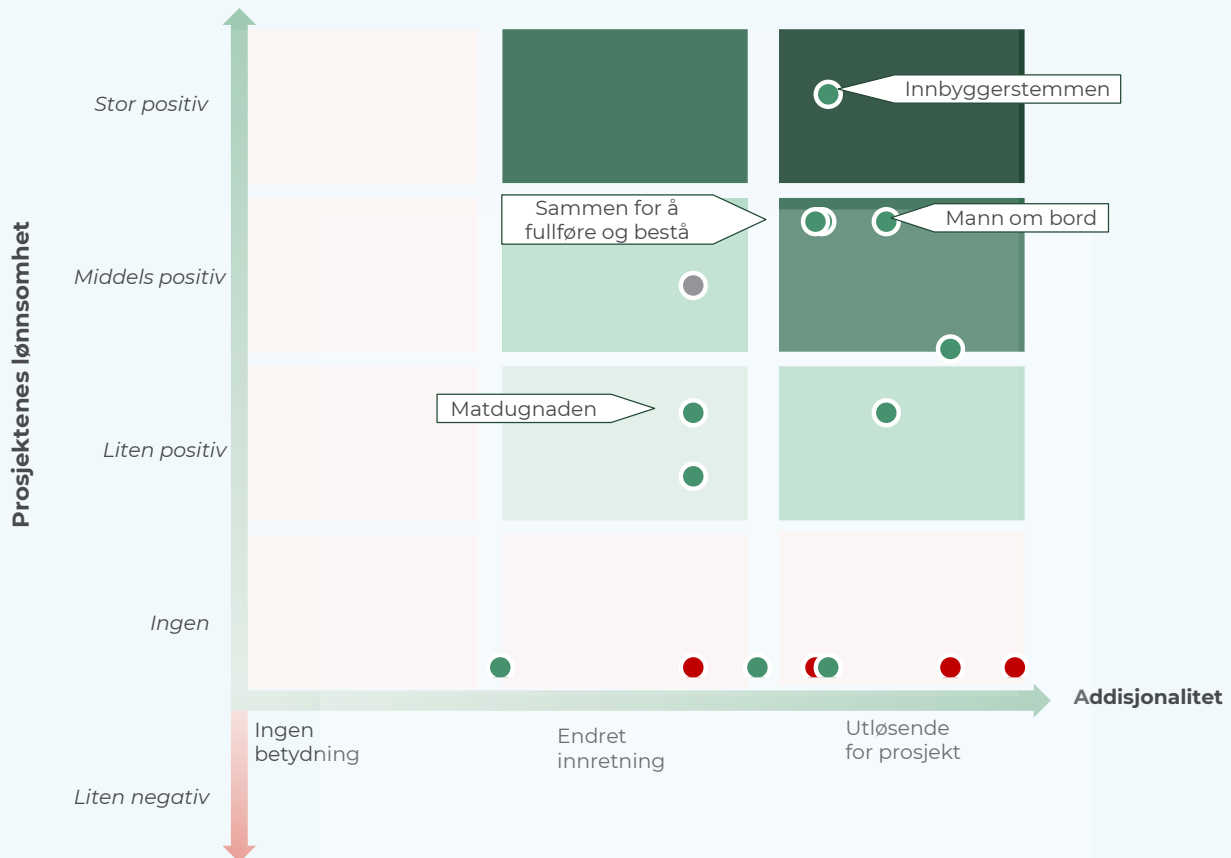 Prosjektenes lønnsomhet
Stor positiv
Innbyggerstemmen
Sammen for å
fullføre og bestå
Mann om bord
Middels positiv
Matdugnaden
Liten positiv
Ingen
Addisjonalitet
Ingen
betydning
Endret
innretning
Utløsende
for prosjekt
Liten negativ